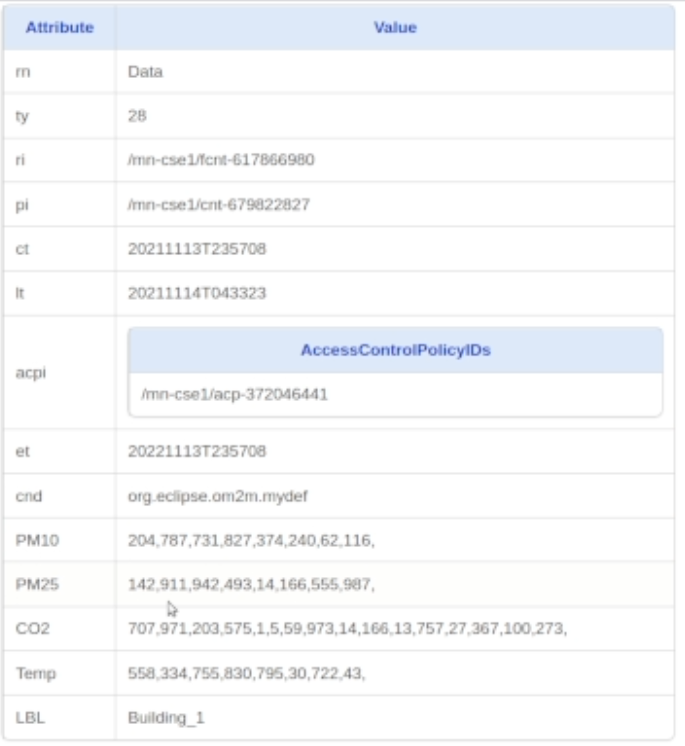 Attribute Value
rn Data
ty 28
ri /mn-cse1/fcnt-617866980
pi /mn-cse1/cnt-679822827
ct 20211113T235708
lt 20211114T043323
acpi
AccessControlPolicyIDs
/mn-cse1/acp-372046441
et 20221113T235708
cnd org.eclipse.om2m.mydef
PM10 204,787,731,827,374,240,62,116,
PM25 142,911,942,493,14,166,555,987,
CO2 707,971,203,575,1,5,59,973,14,166,13,757,27,367,100,273,
Temp 558,334,755,830,795,30,722,43,
LBL Building_1